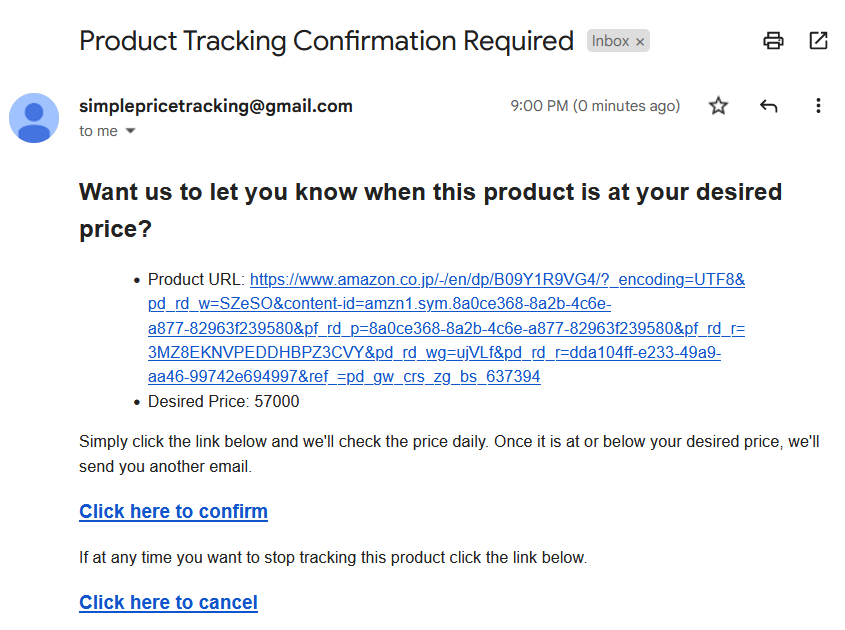 Product Tracking Confirmation Required Inbox ×
simplepricetracking@gmail.com 9:00 PM (0 minutes ago)
to me
Want us to let you know when this product is at your desired
price?
• Product URL: https://www.amazon.co.jp/-/en/dp/B09Y1R9VG4/?_encoding=UTF8&
pd_rd_w=SZeSO&content-id=amzn1.sym.8a0ce368-8a2b-4c6e-
a877-82963f239580&pf_rd_p=8a0ce368-8a2b-4c6e-a877-82963f239580&pf_rd_r=
3MZ8EKNVPEDDHBPZ3CVY&pd_rd_wg=ujVLf&pd_rd_r=dda104ff-e233-49a9-
aa46-99742e694997&ref_=pd_gw_crs_zg_bs_637394
• Desired Price: 57000
Simply click the link below and we'll check the price daily. Once it is at or below your desired price, we'll
send you another email.
Click here to confirm
If at any time you want to stop tracking this product click the link below.
Click here to cancel